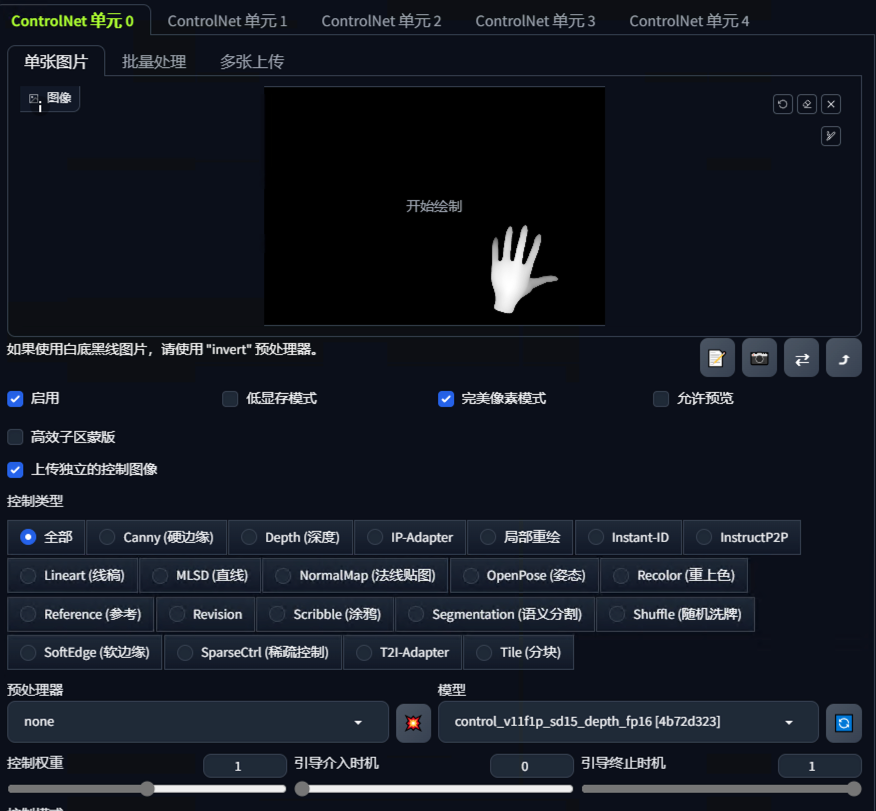 ControlNet 单元 0 ControlNet 单元 1 ControlNet 单元 2 ControlNet 单元 3 ControlNet 单元 4
单张图片 批量处理 多张上传
图像
开始绘制
如果使用白底黑线图片，请使用 "invert" 预处理器。
启用 低显存模式 完美像素模式 允许预览
高效子区蒙版
上传独立的控制图像
控制类型
全部 Canny (硬边缘) Depth (深度) IP-Adapter 局部重绘 Instant-ID InstructP2P
Lineart (线稿) MLSD (直线) NormalMap (法线贴图) OpenPose (姿态) Recolor (重上色)
Reference (参考) Revision Scribble (涂鸦) Segmentation (语义分割) Shuffle (随机洗牌)
SoftEdge (软边缘) SparseCtrl (稀疏控制) T2I-Adapter Tile (分块)
预处理器 模型
none control_v11f1p_sd15_depth_fp16 [4b72d323]
控制权重 1 引导介入时机 0 引导终止时机 1